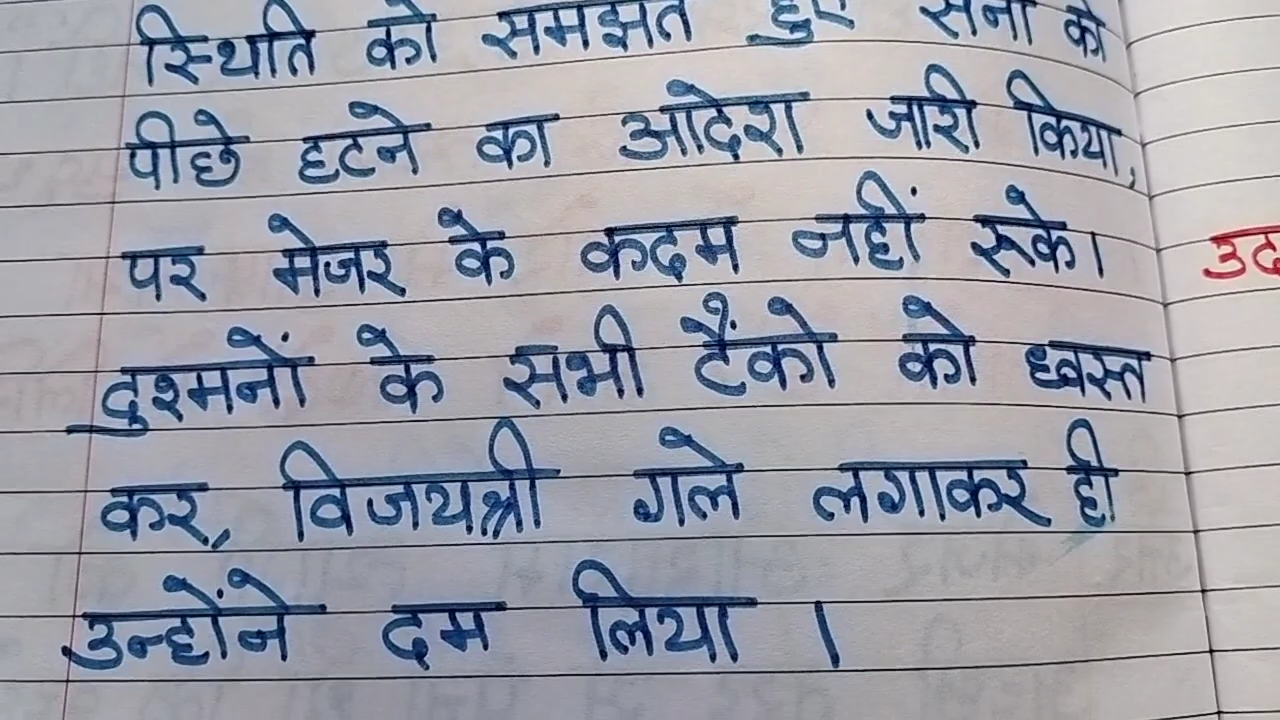 स्थिति को समझते हुए सेना को
पीछे हटने का आदेश जारी किया,
पर मेजर के कदम नहीं रूके।
दुश्मनों के सभी टैंको को ध्वस्त
कर, विजयश्री गले लगाकर ही
उन्होंने दम लिया ।